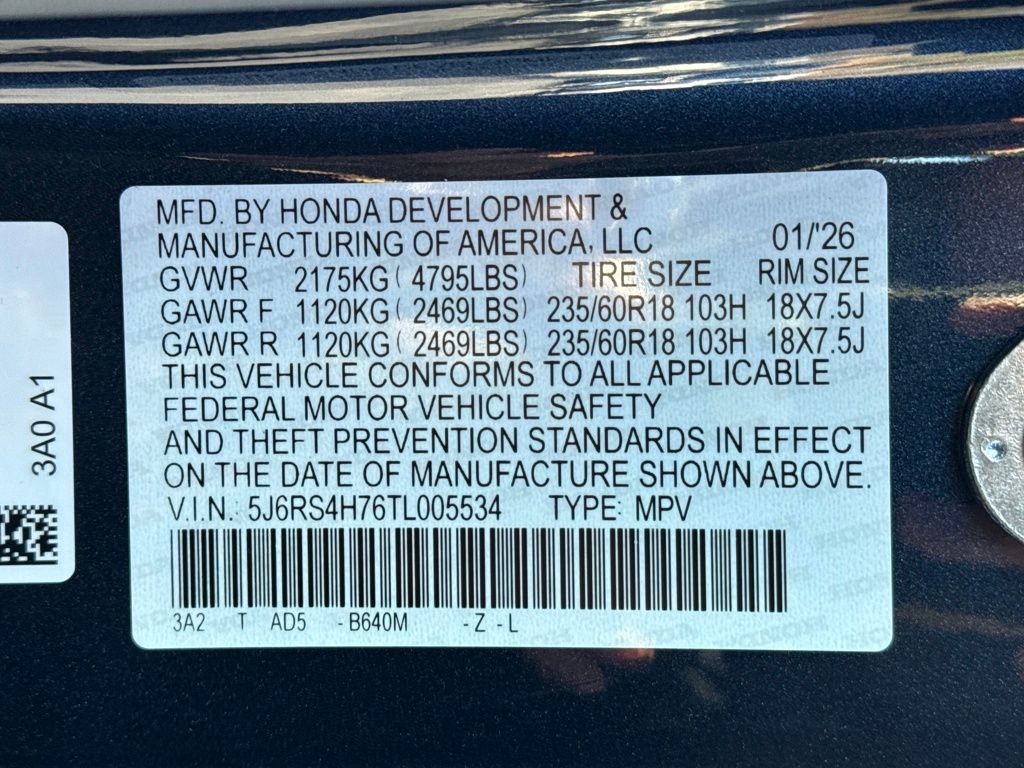 MFD. BY HONDA DEVELOPMENT &
MANUFACTURING OF AMERICA, LLC 01/'26
GVWR 2175KG ( 4795LBS) TIRE SIZE RIM SIZE
GAWR F 1120KG ( 2469LBS) 235/60R18 103H 18X7.5J
GAWR R 1120KG ( 2469LBS) 235/60R18 103H 18X7.5J
THIS VEHICLE CONFORMS TO ALL APPLICABLE
FEDERAL MOTOR VEHICLE SAFETY
AND THEFT PREVENTION STANDARDS IN EFFECT
ON THE DATE OF MANUFACTURE SHOWN ABOVE.
V.I.N.: 5J6RS4H76TL005534 TYPE: MPV
3A2 T AD5 - B640M - Z - L
3A0 A1